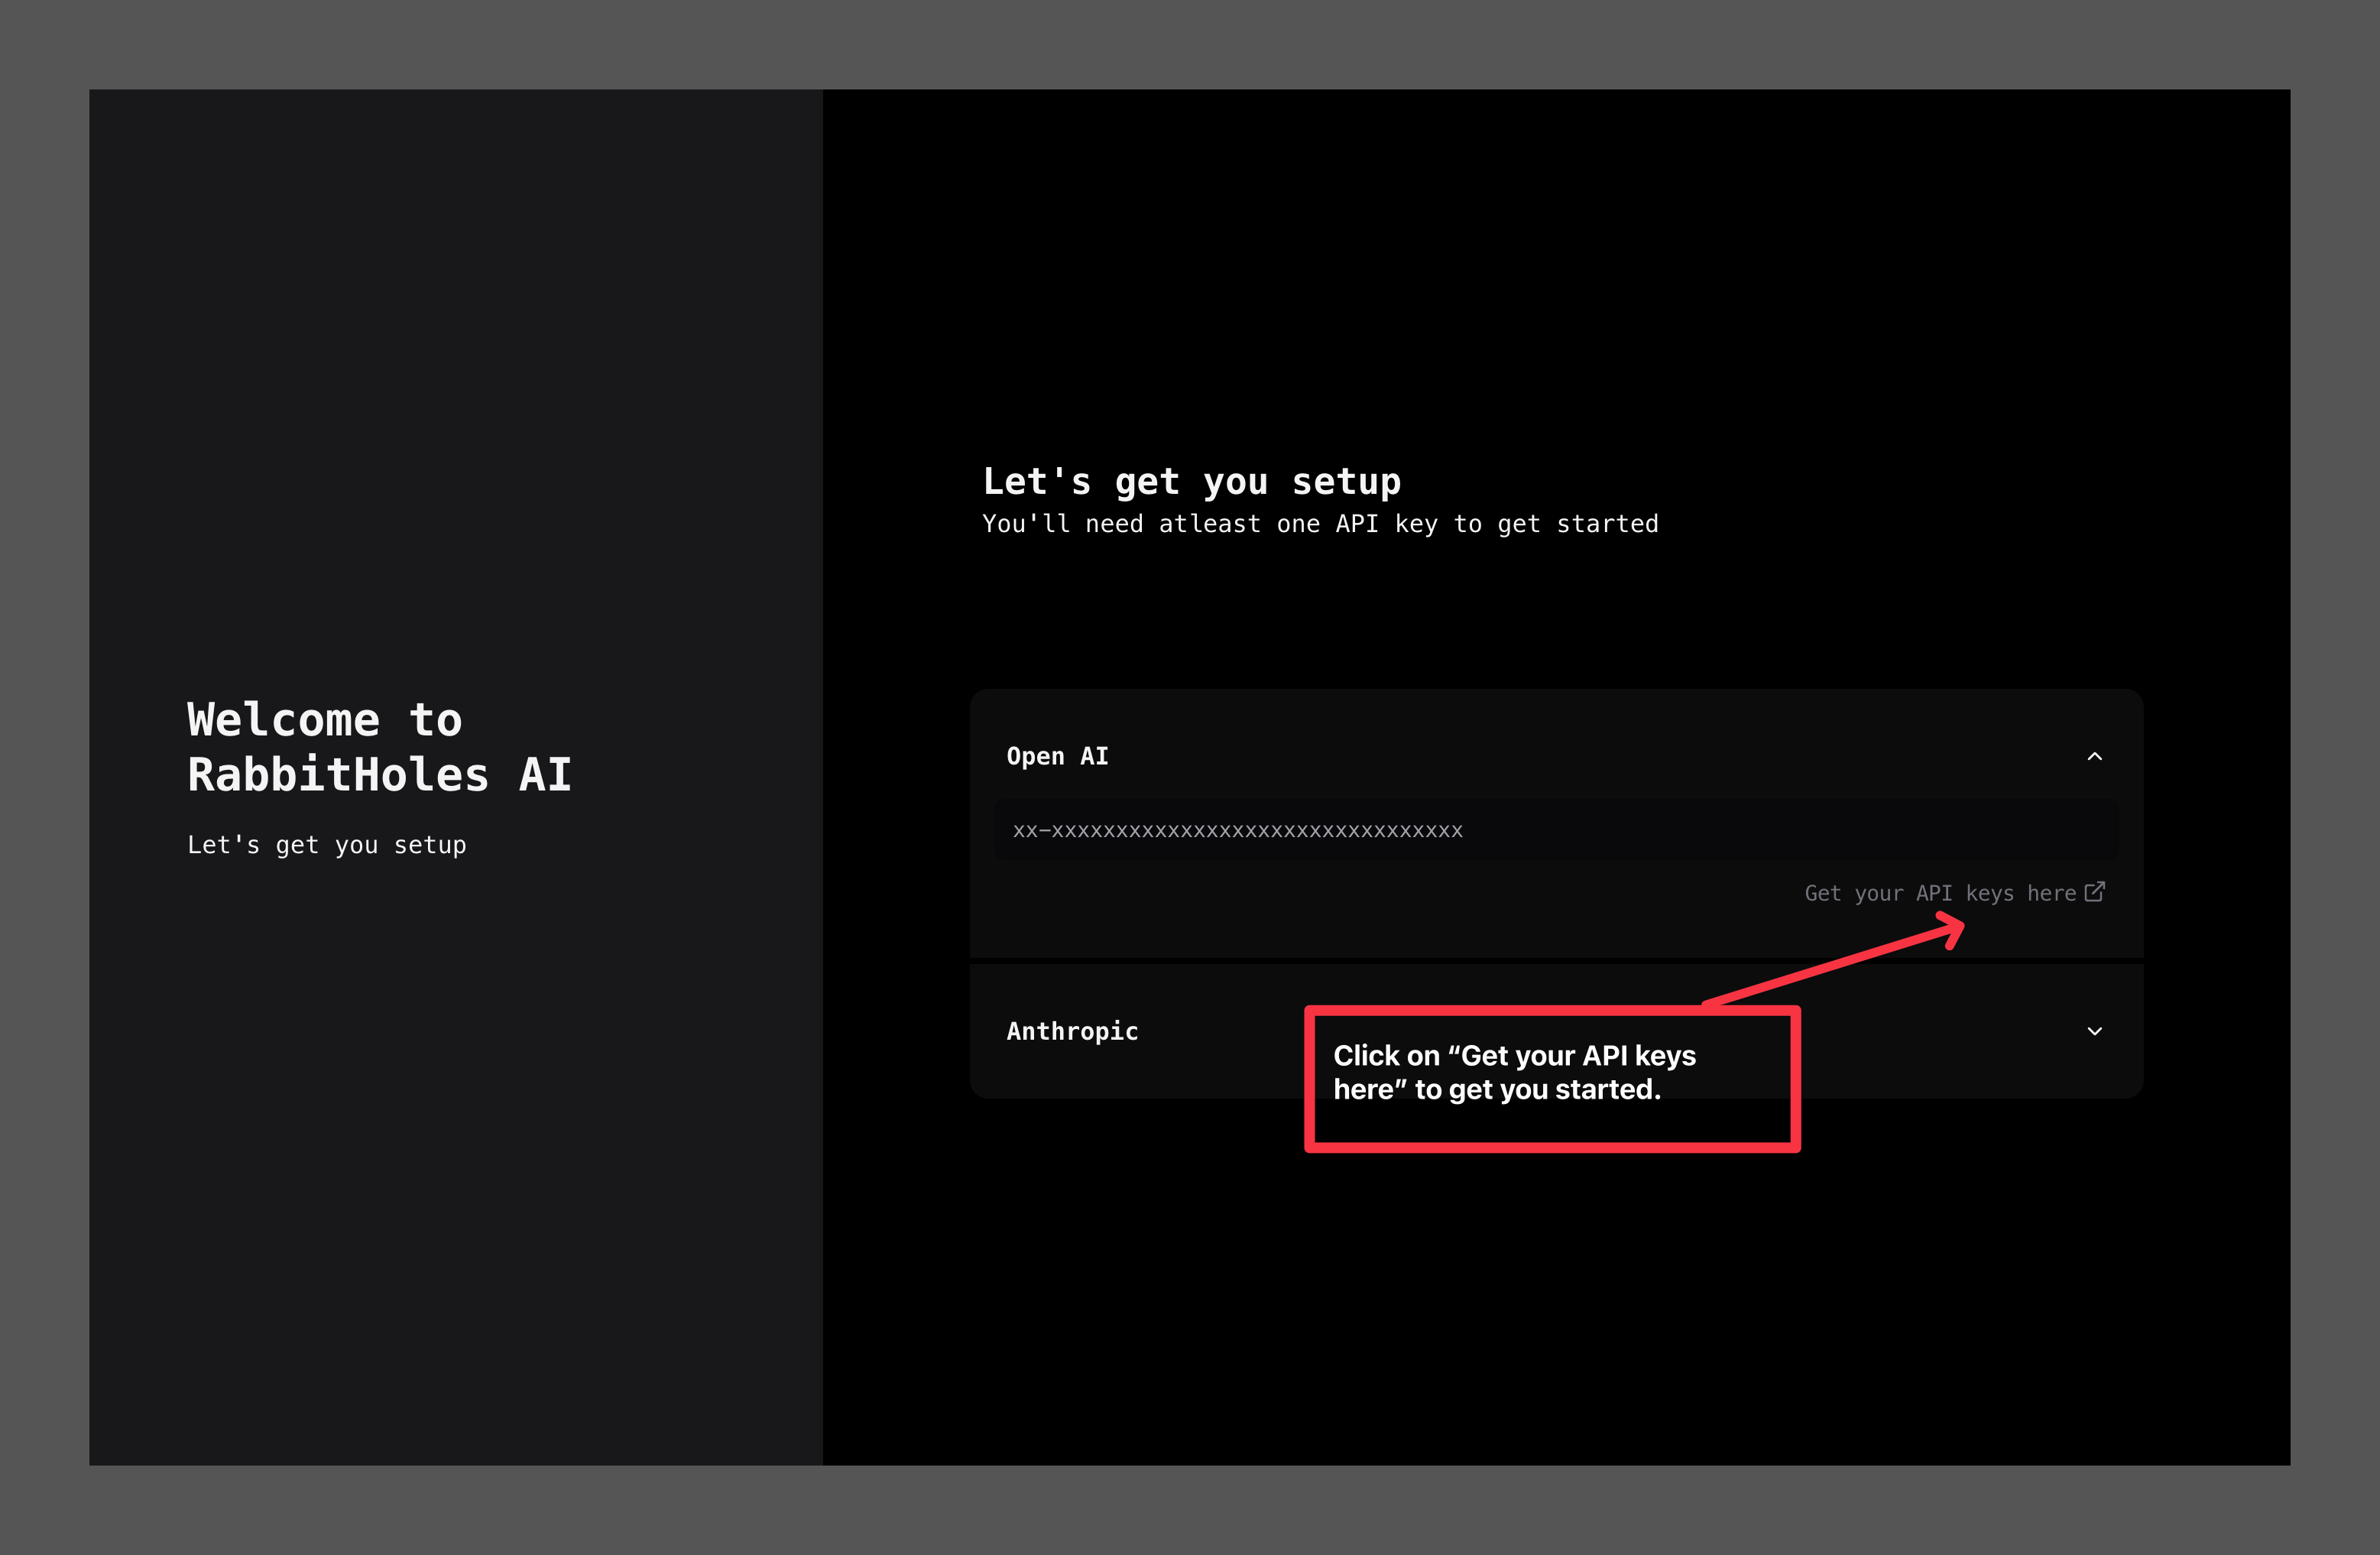 Welcome to
RabbitHoles AI
Let's get you setup
Let's get you setup
You'll need atleast one API key to get started
Open AI
xx-xxxxxxxxxxxxxxxxxxxxxxxxxxxxxxxx
Get your API keys here
Anthropic
Click on “Get your API keys
here” to get you started.